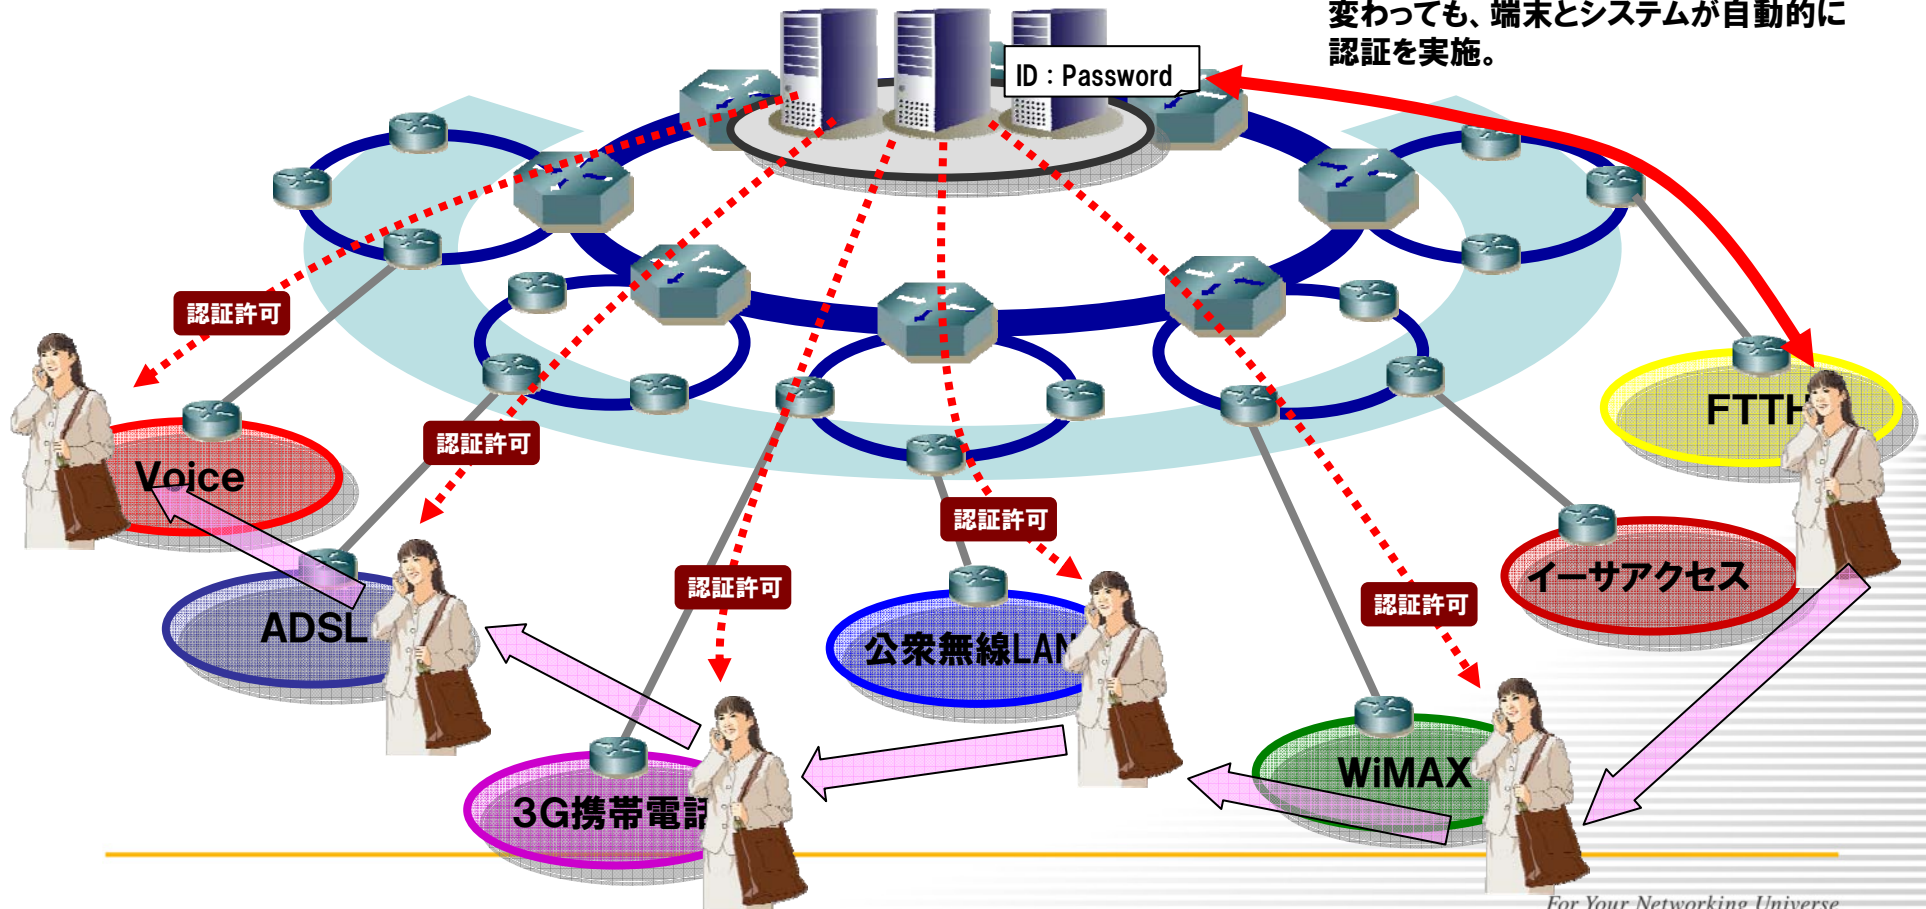 変わっても、端末とシステムが自動的に
認証を実施。
ID：Password
認証許可
認証許可
認証許可
認証許可
認証許可
Voice
ADSL
3G携帯電話
公衆無線LAN
WiMAX
イーサアクセス
FTTH
For Your Networking Universe